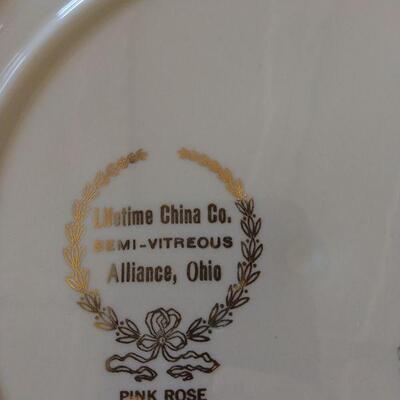 Lifetime China Co.
SEMI-VITREOUS
Alliance, Ohio
PINK ROSE